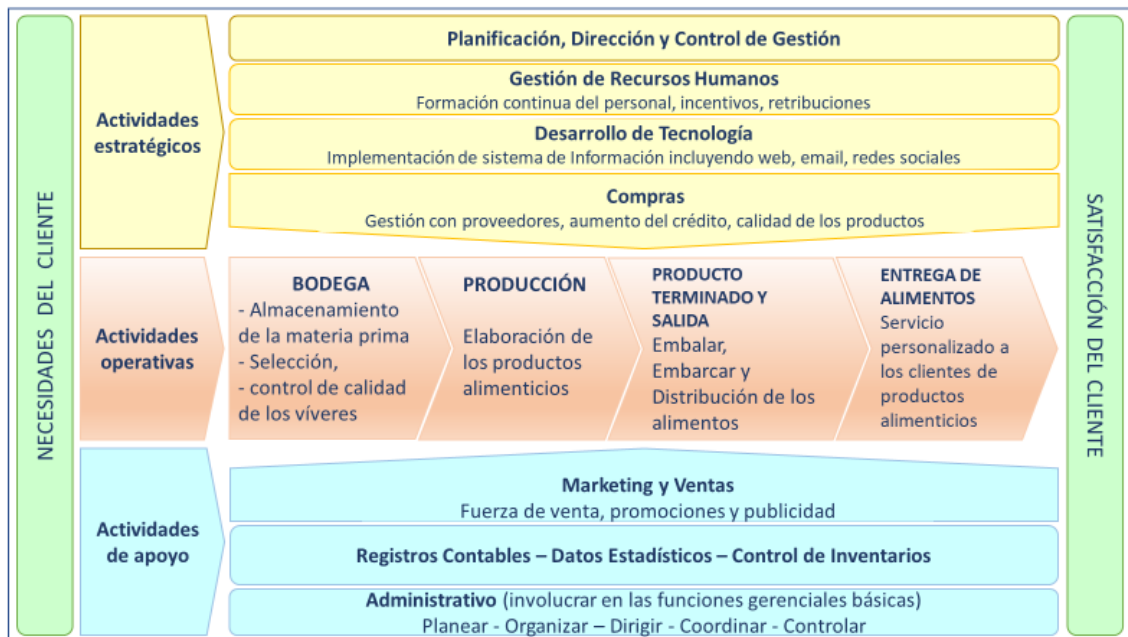 NECESIDADES DEL CLIENTE
Actividades
estratégicos
Planificación, Dirección y Control de Gestión
Gestión de Recursos Humanos
Formación continua del personal, incentivos, retribuciones
Desarrollo de Tecnología
Implementación de sistema de Información incluyendo web, email, redes sociales
Compras
Gestión con proveedores, aumento del crédito, calidad de los productos
Actividades
operativas
BODEGA
- Almacenamiento
de la materia prima
- Selección,
- control de calidad
de los víveres
PRODUCCIÓN
Elaboración de
los productos
alimenticios
PRODUCTO
TERMINADO Y
SALIDA
Embalar,
Embarcar y
Distribución de los
alimentos
ENTREGA DE
ALIMENTOS
Servicio
personalizado a
los clientes de
productos
alimenticios
Actividades
de apoyo
Marketing y Ventas
Fuerza de venta, promociones y publicidad
Registros Contables – Datos Estadísticos – Control de Inventarios
Administrativo (involucrar en las funciones gerenciales básicas)
Planear - Organizar – Dirigir - Coordinar - Controlar
SATISFACCIÓN DEL CLIENTE